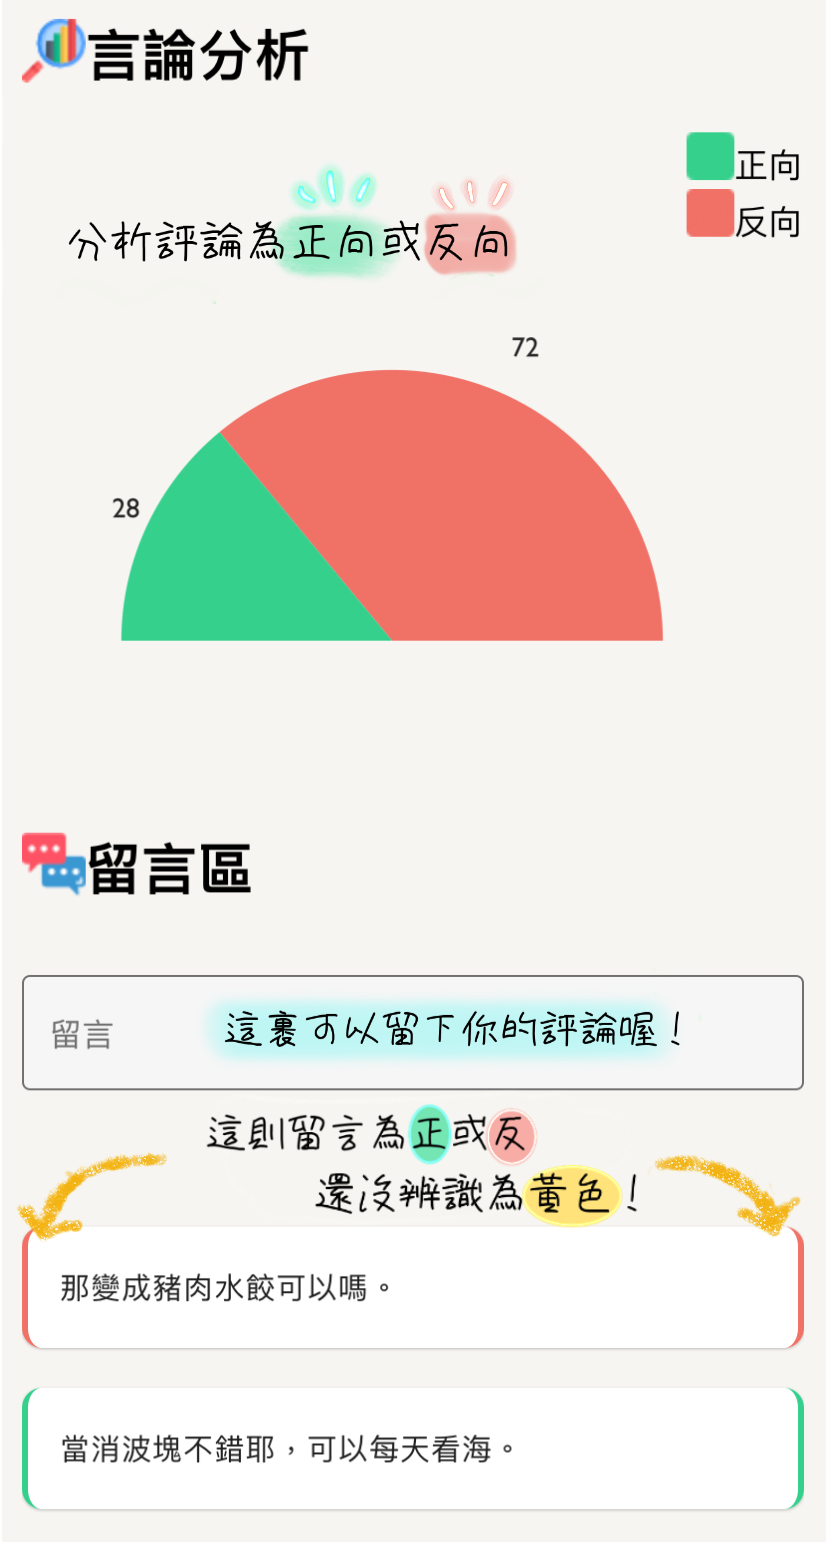 言論分析
正向
反向
分析評論為正向或反向
72
28
留言區
留言
這裏可以留下你的評論喔！
這則留言為正或反
還沒辨識為黃色！
那變成豬肉水餃可以嗎。
當消波塊不錯耶，可以每天看海。